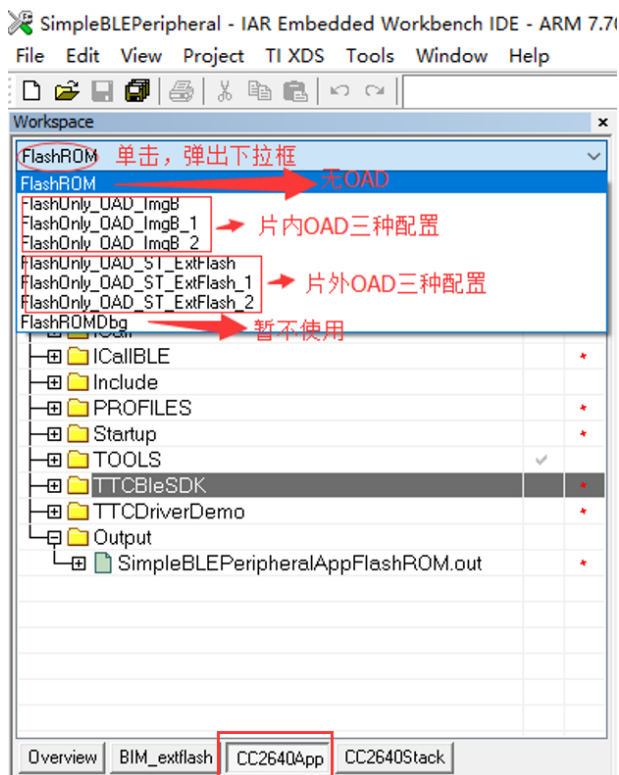 SimpleBLEPeripheral - IAR Embedded Workbench IDE - ARM 7.70
File Edit View Project TI XDS Tools Window Help
Workspace
FlashROM 单击，弹出下拉框
FlashROM 无OAD
FlashOnly_OAD_ImgB
FlashOnly_OAD_ImgB_1 片内OAD三种配置
FlashOnly_OAD_ImgB_2
FlashOnly_OAD_ST_ExtFlash
FlashOnly_OAD_ST_ExtFlash_1 片外OAD三种配置
FlashOnly_OAD_ST_ExtFlash_2
FlashROMDbg 暂不使用
ICall
ICallBLE
Include
PROFILES
Startup
TOOLS
TTCBleSDK
TTCDriverDemo
Output
SimpleBLEPeripheralAppFlashROM.out
Overview BIM_extflash CC2640App CC2640Stack